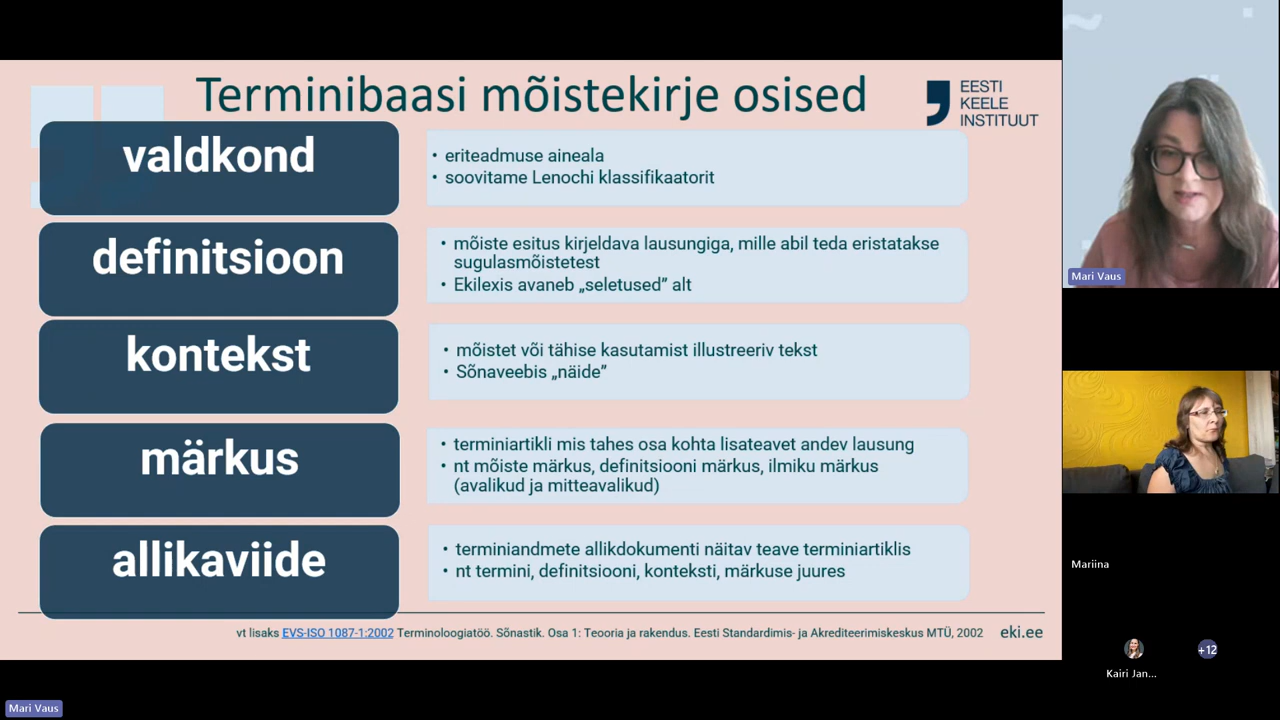 Terminibaasi mõistekirje osised
EESTI
KEELE
INSTITUUT
valdkond
• eriteadmuse aineala
• soovitame Lenochi klassifikaatorit
definitsioon
• mõiste esitus kirjeldava lausungiga, mille abil teda eristatakse
sugulasmõistetest
• Ekilexis avaneb „seletused” alt
kontekst
• mõistet või tähise kasutamist illustreeriv tekst
• Sõnaveebis „näide”
märkus
• terminiartikli mis tahes osa kohta lisateavet andev lausung
• nt mõiste märkus, definitsiooni märkus, ilmiku märkus
(avalikud ja mitteavalikud)
allikaviide
• terminiandmete allikdokumenti näitav teave terminiartiklis
• nt termini, definitsiooni, konteksti, märkuse juures
vt lisaks EVS-ISO 1087-1:2002 Terminoloogiatöö. Sõnastik. Osa 1: Teooria ja rakendus. Eesti Standardimis- ja Akrediteerimiskeskus MTÜ, 2002
eki.ee
Mari Vaus
Mariina
+12
Kairi Jan...
Mari Vaus